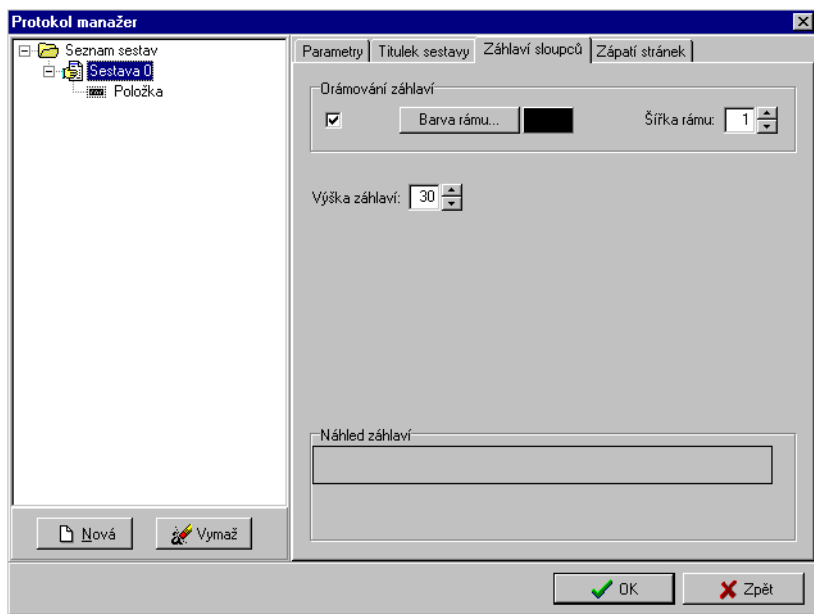 Protokol manažer
Seznam sestav
Sestava 0
Položka
Nová
Vymaž
Parametry
Titulek sestavy
Záhlaví sloupců
Zápatí stránek
Orámování záhlaví
Barva rámu...
Šířka rámu: 1
Výška záhlaví: 30
Náhled záhlaví
OK
Zpět